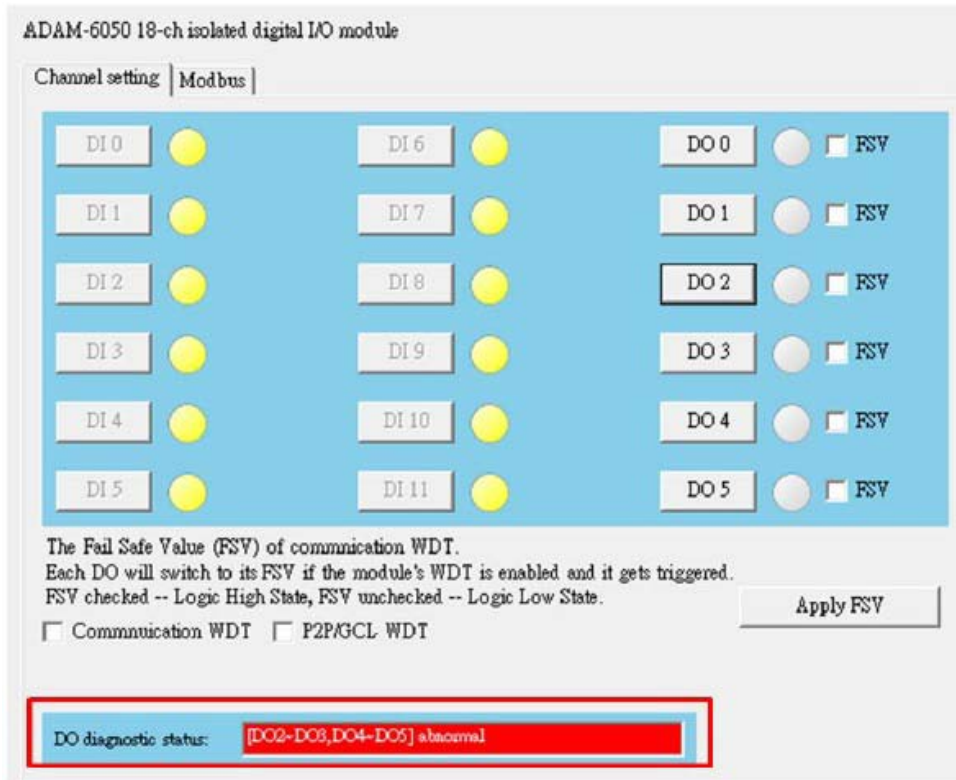 ADAM-6050 18-ch isolated digital I/O module
Channel setting Modbus
DI 0 DI 6 DO 0 FSV
DI 1 DI 7 DO 1 FSV
DI 2 DI 8 DO 2 FSV
DI 3 DI 9 DO 3 FSV
DI 4 DI 10 DO 4 FSV
DI 5 DI 11 DO 5 FSV
The Fail Safe Value (FSV) of commnication WDT.
Each DO will switch to its FSV if the module's WDT is enabled and it gets triggered.
FSV checked -- Logic High State, FSV unchecked -- Logic Low State.
Apply FSV
Commnuication WDT P2P/GCL WDT
DO diagnostic status: [DO2~DO3,DO4~DO5] abnormal